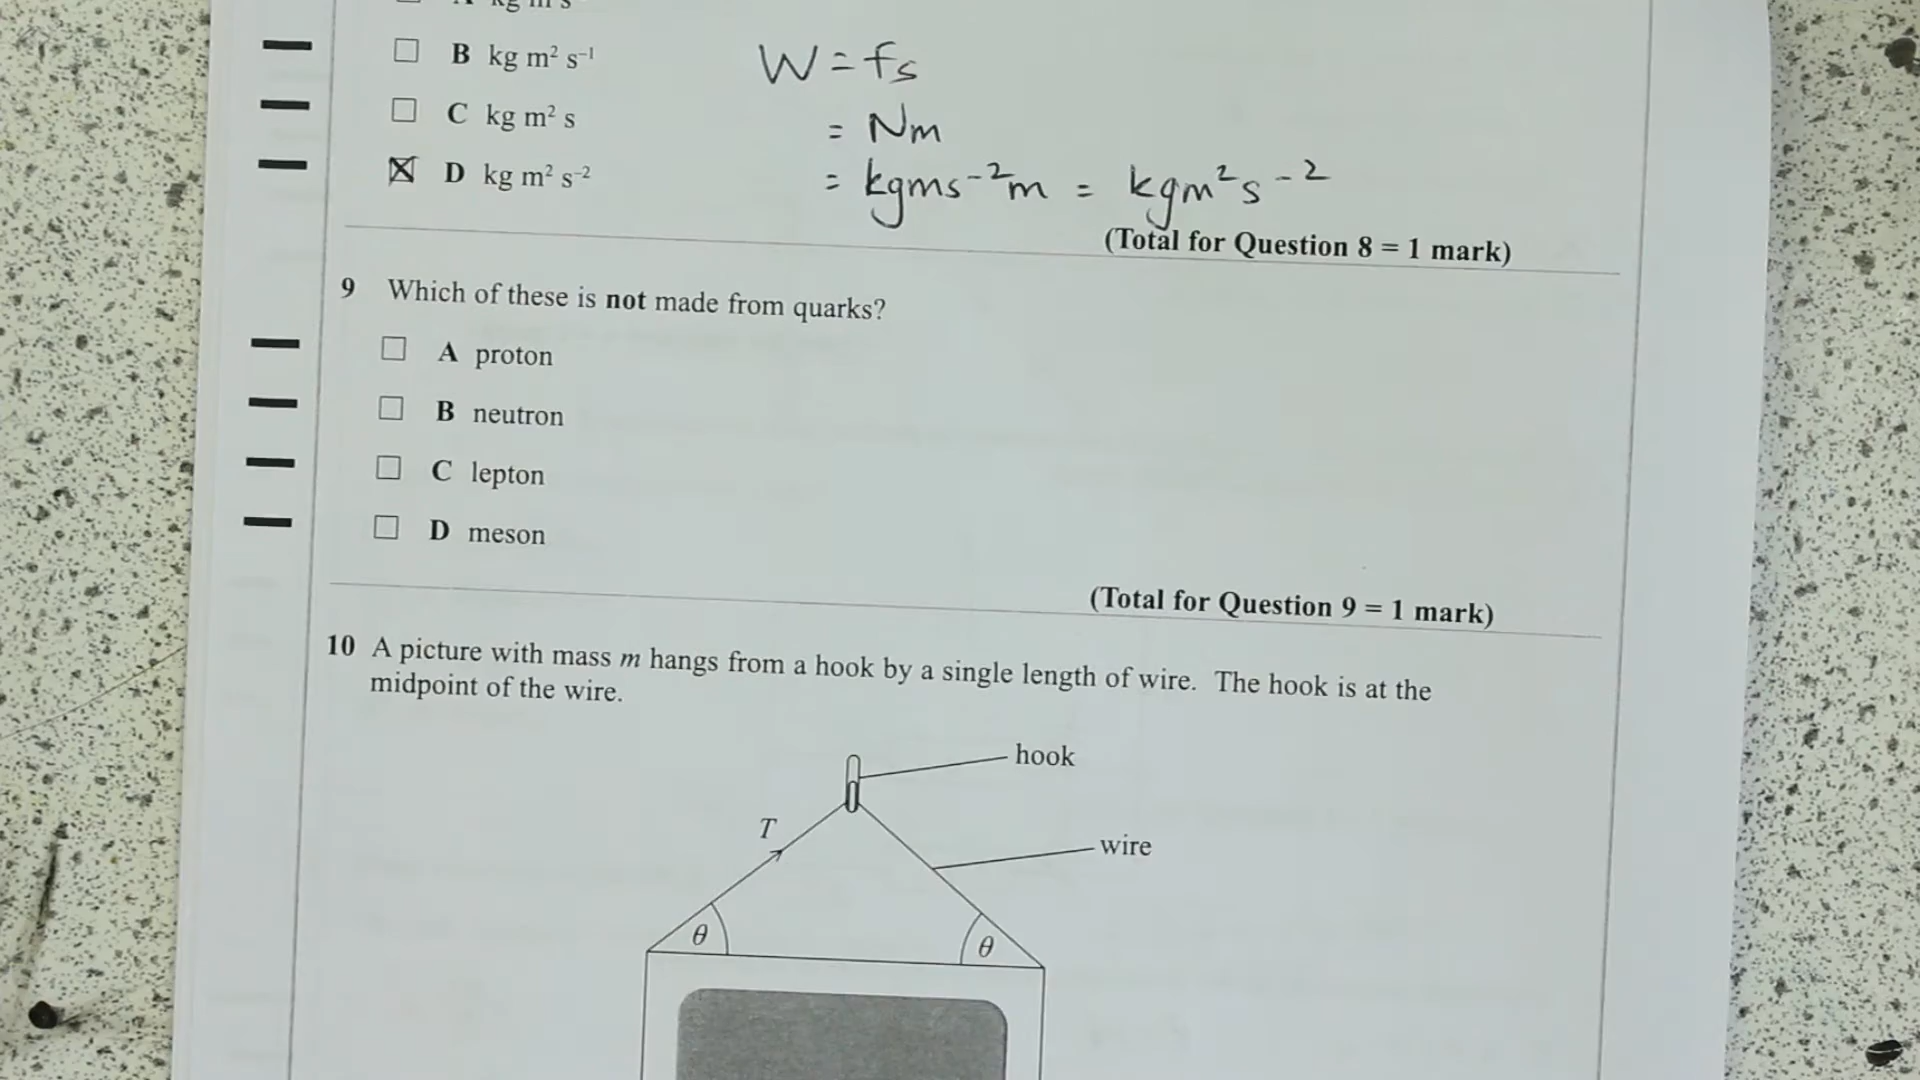 B kg m² s⁻¹
W = fs
C kg m² s
= Nm
D kg m² s⁻²
= kgms⁻²m = kgm²s⁻²
(Total for Question 8 = 1 mark)
9 Which of these is not made from quarks?
A proton
B neutron
C lepton
D meson
(Total for Question 9 = 1 mark)
10 A picture with mass m hangs from a hook by a single length of wire. The hook is at the
midpoint of the wire.
hook
T
wire
θ
θ